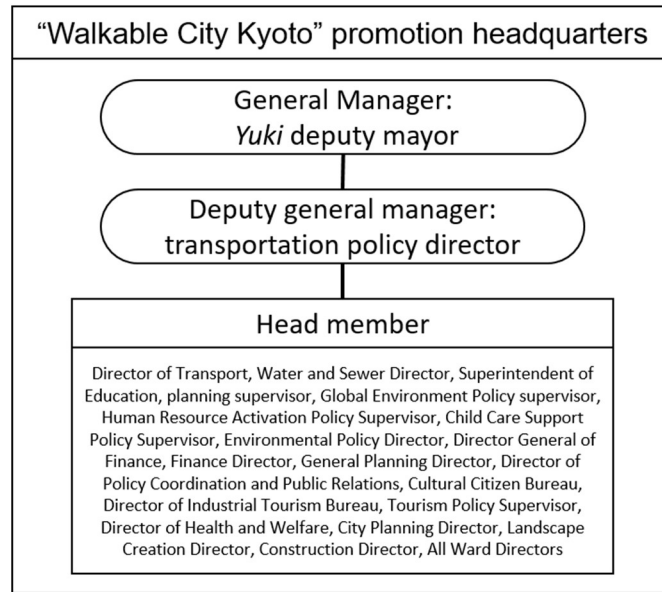 “Walkable City Kyoto” promotion headquarters
General Manager:
Yuki deputy mayor
Deputy general manager:
transportation policy director
Head member
Director of Transport, Water and Sewer Director, Superintendent of
Education, planning supervisor, Global Environment Policy supervisor,
Human Resource Activation Policy Supervisor, Child Care Support
Policy Supervisor, Environmental Policy Director, Director General of
Finance, Finance Director, General Planning Director, Director of
Policy Coordination and Public Relations, Cultural Citizen Bureau,
Director of Industrial Tourism Bureau, Tourism Policy Supervisor,
Director of Health and Welfare, City Planning Director, Landscape
Creation Director, Construction Director, All Ward Directors